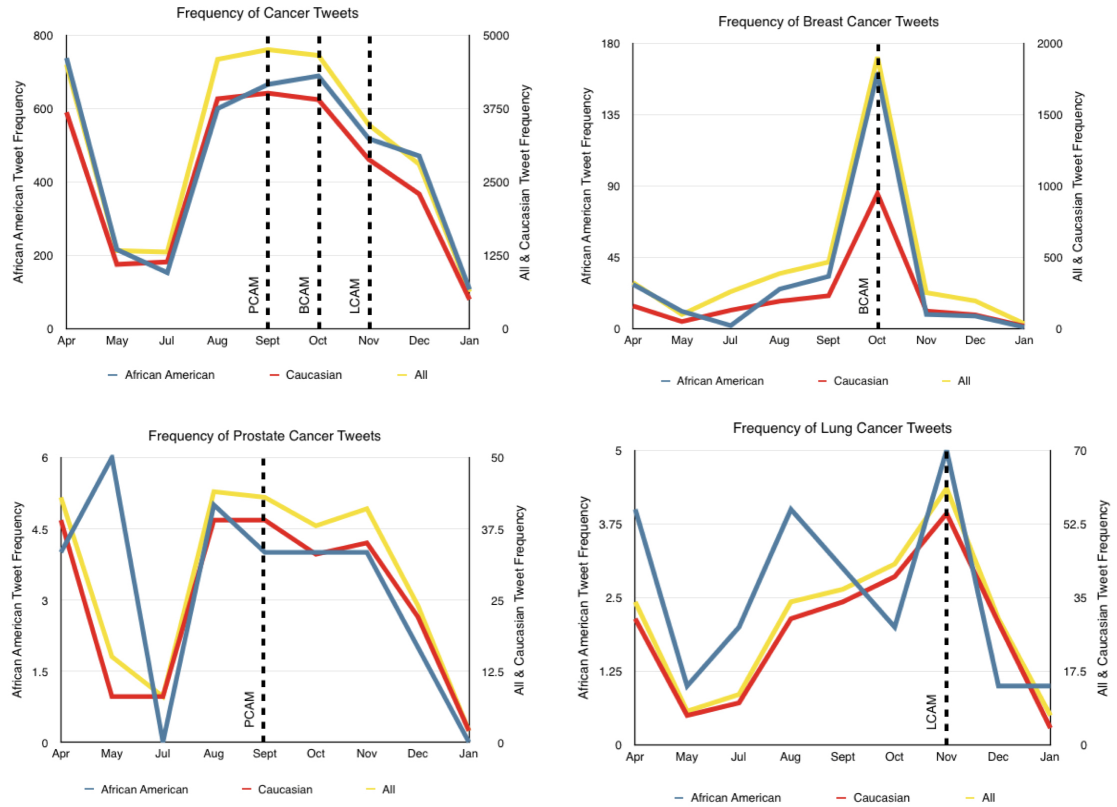 Frequency of Cancer Tweets
African American Tweet Frequency
800
600
400
200
0
5000
3750
2500
1250
0
All & Caucasian Tweet Frequency
PCAM
BCAM
LCAM
Apr May Jul Aug Sept Oct Nov Dec Jan
African American Caucasian All
Frequency of Breast Cancer Tweets
African American Tweet Frequency
180
135
90
45
0
2000
1500
1000
500
0
All & Caucasian Tweet Frequency
BCAM
Apr May Jul Aug Sept Oct Nov Dec Jan
African American Caucasian All
Frequency of Prostate Cancer Tweets
African American Tweet Frequency
6
4.5
3
1.5
0
50
37.5
25
12.5
0
All & Caucasian Tweet Frequency
PCAM
Apr May Jul Aug Sept Oct Nov Dec Jan
African American Caucasian All
Frequency of Lung Cancer Tweets
African American Tweet Frequency
5
3.75
2.5
1.25
0
70
52.5
35
17.5
0
All & Caucasian Tweet Frequency
LCAM
Apr May Jul Aug Sept Oct Nov Dec Jan
African American Caucasian All